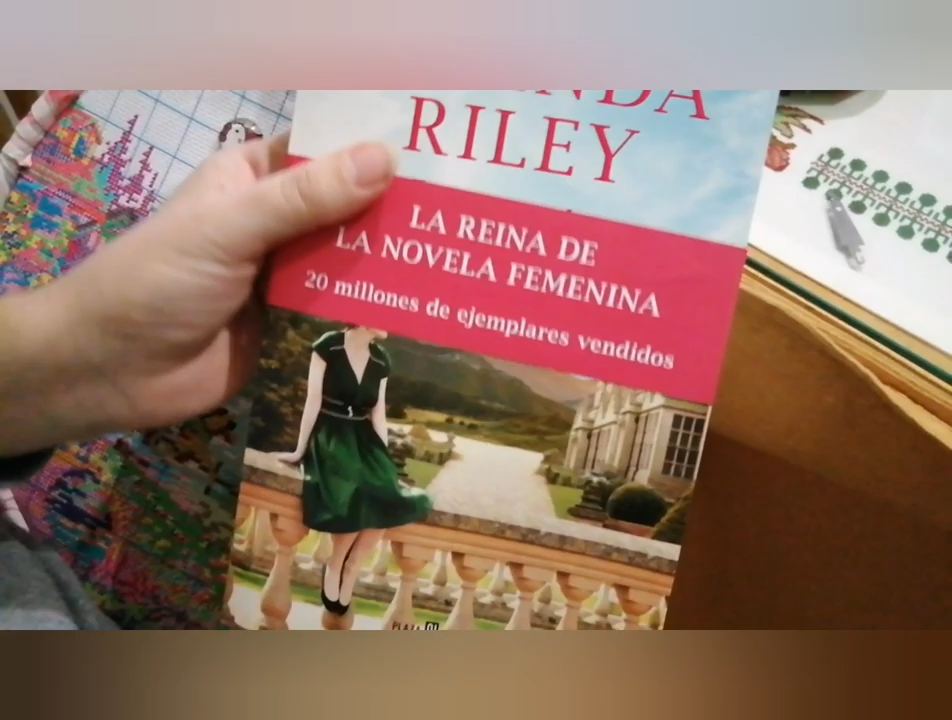 NDA
RILEY
LA REINA DE
LA NOVELA FEMENINA
20 millones de ejemplares vendidos
PLAZA